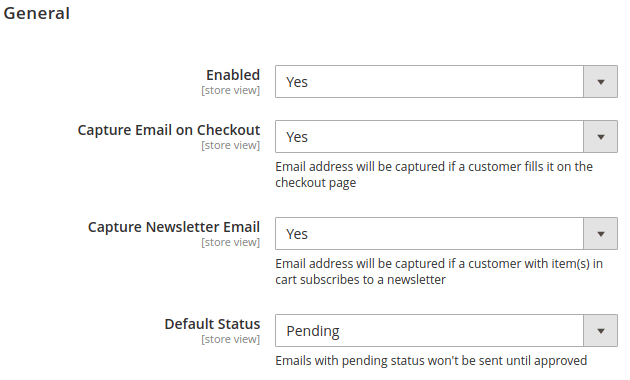 General
Enabled
[store view]
Yes
Capture Email on Checkout
[store view]
Yes
Email address will be captured if a customer fills it on the
checkout page
Capture Newsletter Email
[store view]
Yes
Email address will be captured if a customer with item(s) in
cart subscribes to a newsletter
Default Status
[store view]
Pending
Emails with pending status won't be sent until approved